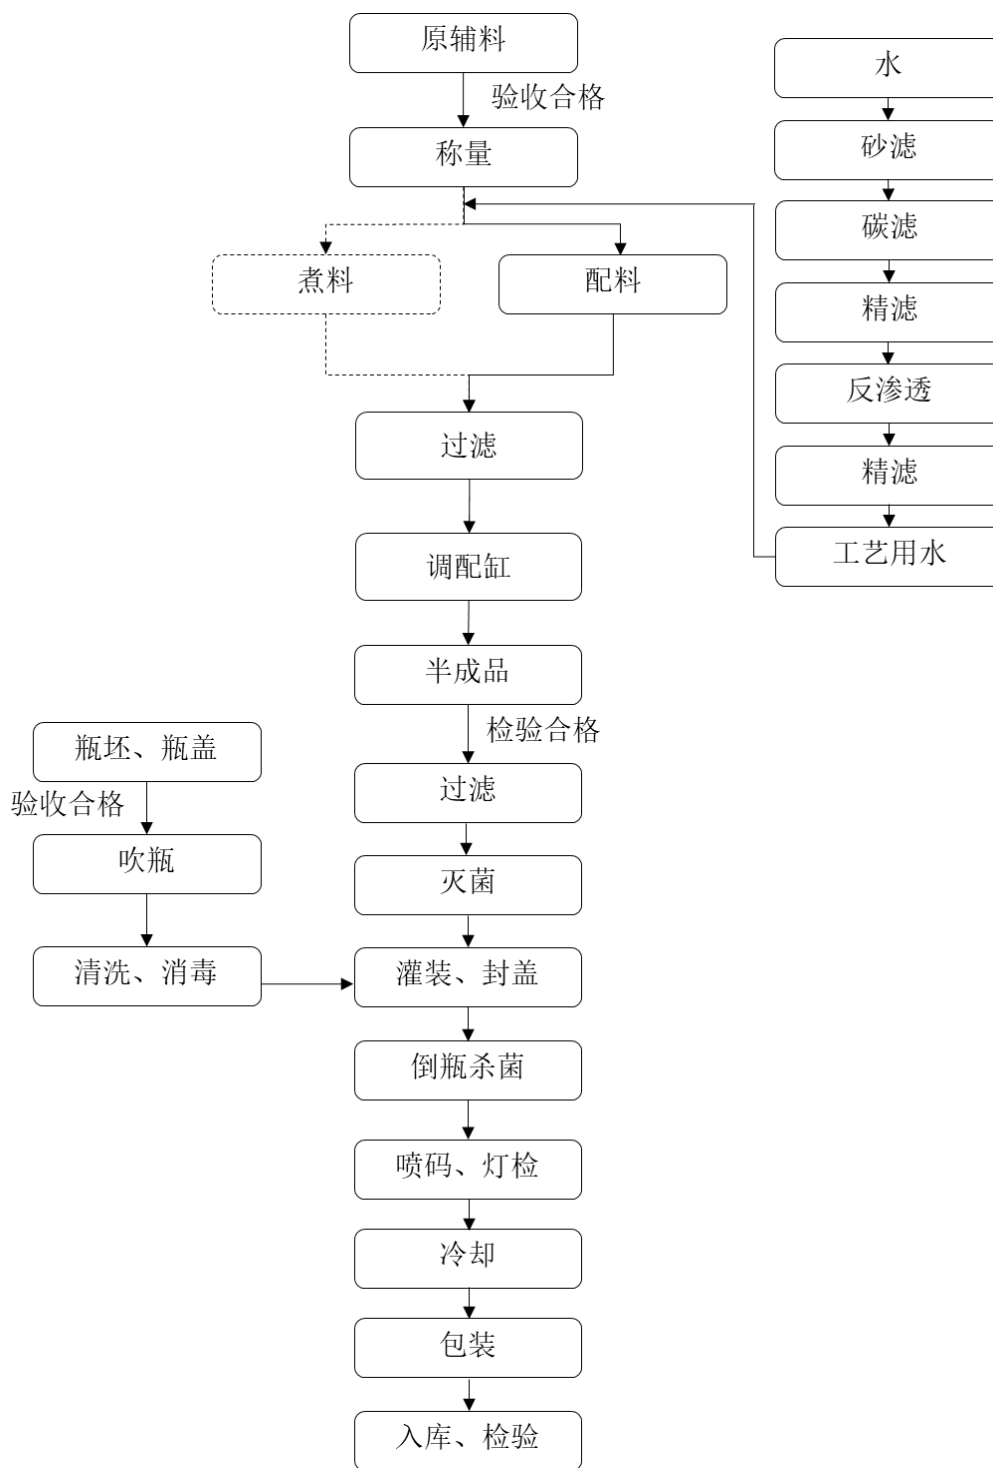 原辅料
验收合格
称量
煮料
配料
过滤
调配缸
半成品
检验合格
过滤
灭菌
灌装、封盖
倒瓶杀菌
喷码、灯检
冷却
包装
入库、检验
水
砂滤
碳滤
精滤
反渗透
精滤
工艺用水
瓶坯、瓶盖
验收合格
吹瓶
清洗、消毒